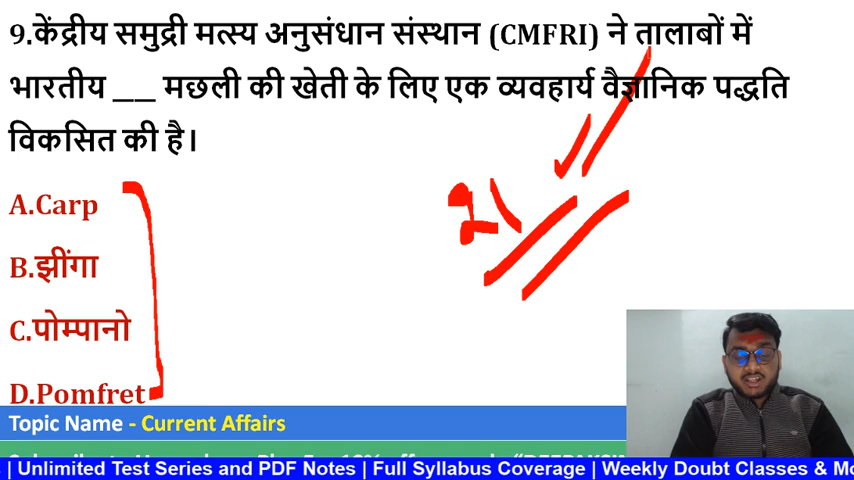 9.केंद्रीय समुद्री मत्स्य अनुसंधान संस्थान (CMFRI) ने तालाबों में
भारतीय __ मछली की खेती के लिए एक व्यवहार्य वैज्ञानिक पद्धति
विकसित की है।
A.Carp
B.झींगा
C.पोम्पानो
D.Pomfret
Topic Name - Current Affairs
| Unlimited Test Series and PDF Notes | Full Syllabus Coverage | Weekly Doubt Classes & Mo